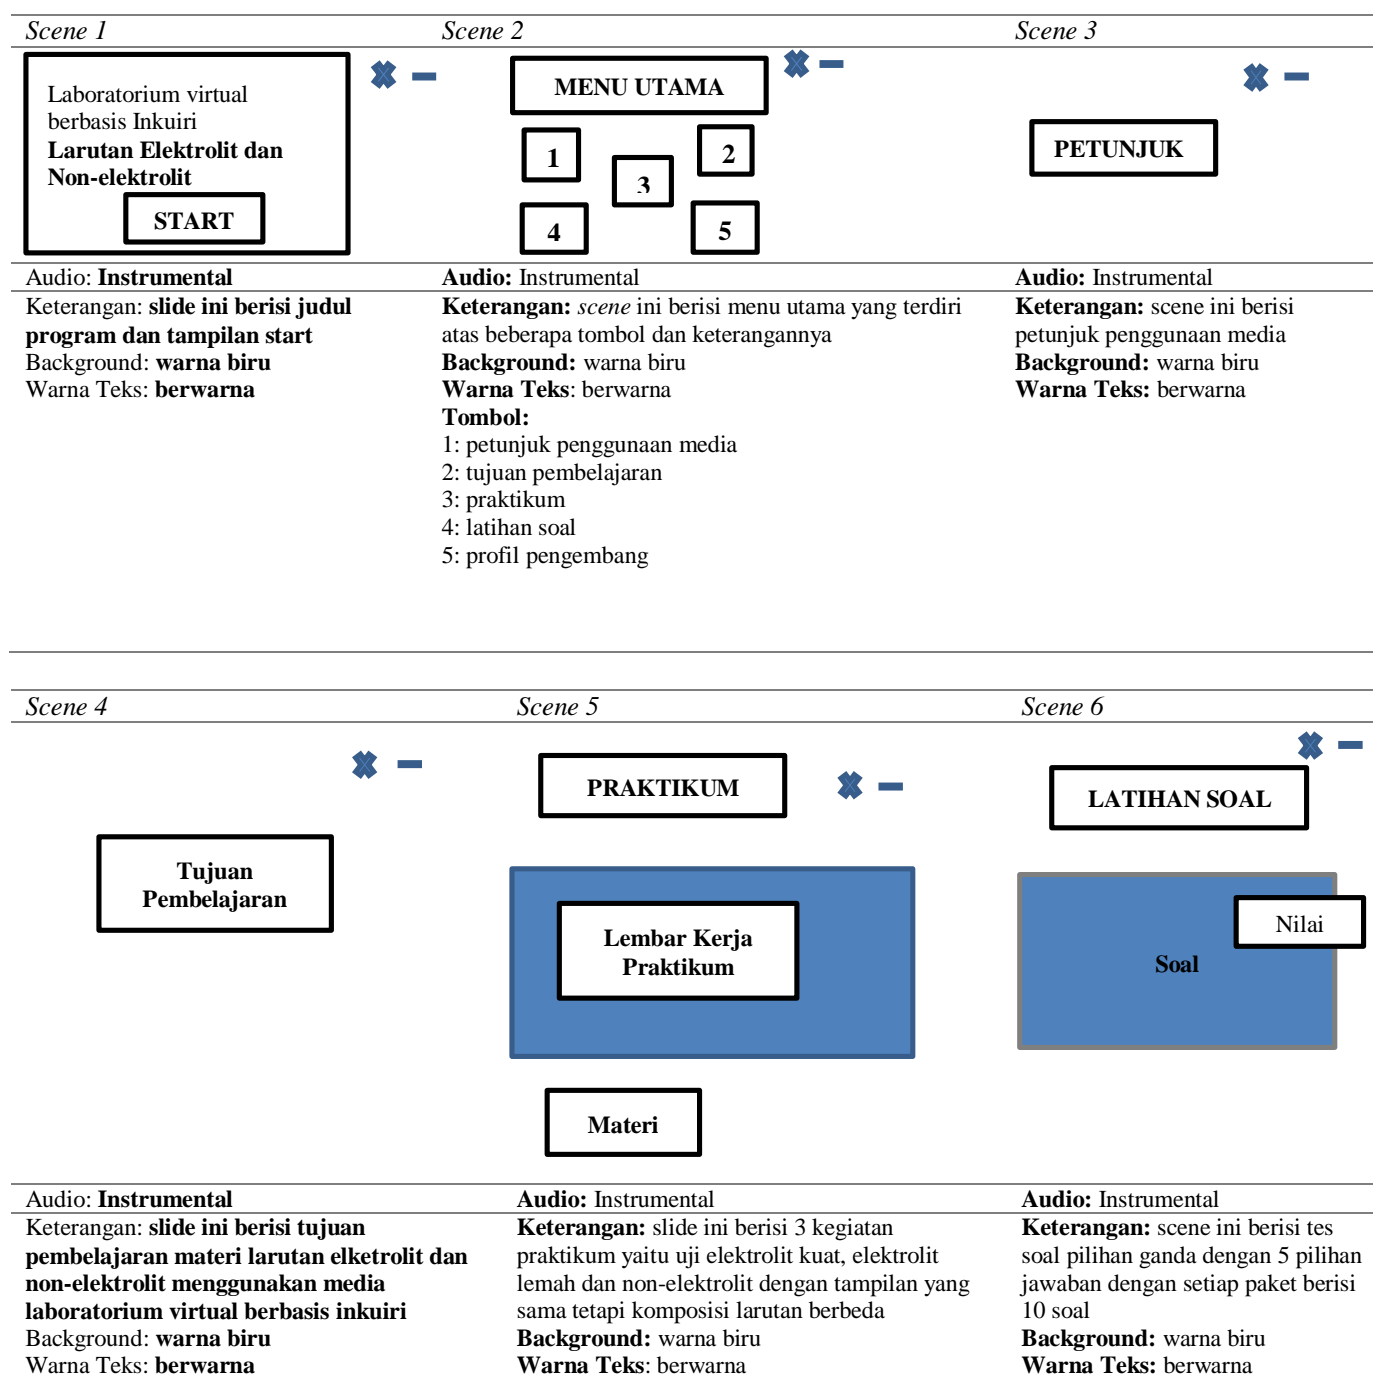 Scene 1
Scene 2
Scene 3
Laboratorium virtual
berbasis Inkuiri
Larutan Elektrolit dan
Non-elektrolit
START
MENU UTAMA
1
2
3
4
5
PETUNJUK
Audio: Instrumental
Audio: Instrumental
Audio: Instrumental
Keterangan: slide ini berisi judul
program dan tampilan start
Background: warna biru
Warna Teks: berwarna
Keterangan: scene ini berisi menu utama yang terdiri
atas beberapa tombol dan keterangannya
Background: warna biru
Warna Teks: berwarna
Tombol:
1: petunjuk penggunaan media
2: tujuan pembelajaran
3: praktikum
4: latihan soal
5: profil pengembang
Keterangan: scene ini berisi
petunjuk penggunaan media
Background: warna biru
Warna Teks: berwarna
Scene 4
Scene 5
Scene 6
Tujuan
Pembelajaran
PRAKTIKUM
Lembar Kerja
Praktikum
Materi
LATIHAN SOAL
Nilai
Soal
Audio: Instrumental
Audio: Instrumental
Audio: Instrumental
Keterangan: slide ini berisi tujuan
pembelajaran materi larutan elketrolit dan
non-elektrolit menggunakan media
laboratorium virtual berbasis inkuiri
Background: warna biru
Warna Teks: berwarna
Keterangan: slide ini berisi 3 kegiatan
praktikum yaitu uji elektrolit kuat, elektrolit
lemah dan non-elektrolit dengan tampilan yang
sama tetapi komposisi larutan berbeda
Background: warna biru
Warna Teks: berwarna
Keterangan: scene ini berisi tes
soal pilihan ganda dengan 5 pilihan
jawaban dengan setiap paket berisi
10 soal
Background: warna biru
Warna Teks: berwarna